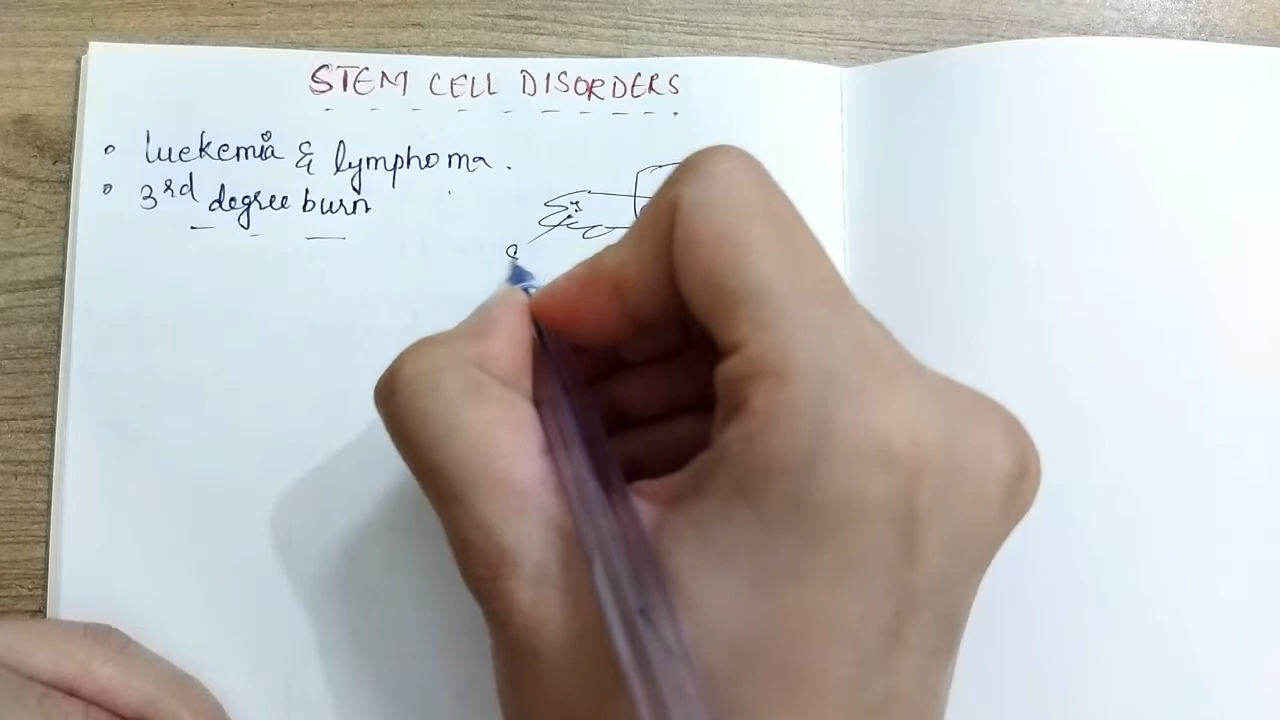 STEM CELL DISORDERS
• luekemia & lymphoma.
• 3rd degree burn